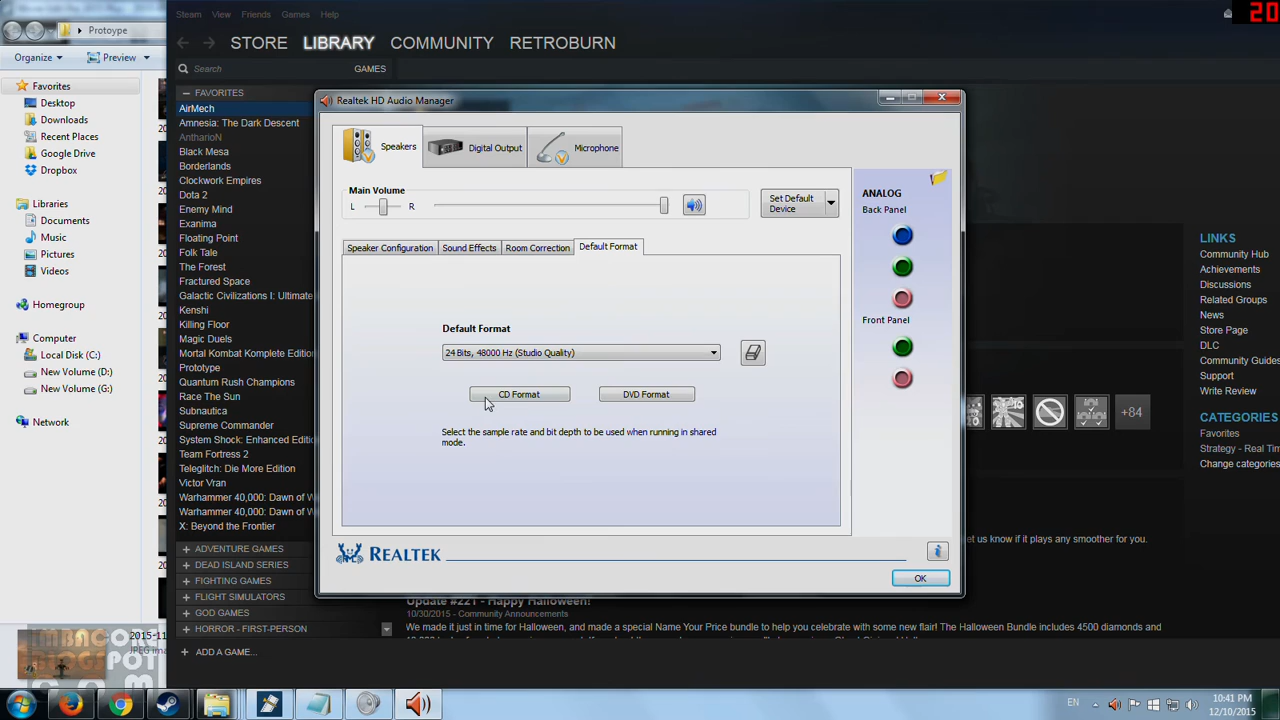 Protoype
Organize
Preview
Favorites
Desktop
Downloads
Recent Places
Google Drive
Dropbox
Libraries
Documents
Music
Pictures
Videos
Homegroup
Computer
Local Disk (C:)
New Volume (D:)
New Volume (G:)
Network
Steam View Friends Games Help
20
STORE LIBRARY COMMUNITY RETROBURN
Search GAMES
FAVORITES
AirMech
Amnesia: The Dark Descent
AntharioN
Black Mesa
Borderlands
Clockwork Empires
Dota 2
Enemy Mind
Exanima
Floating Point
Folk Tale
The Forest
Fractured Space
Galactic Civilizations I: Ultimate
Kenshi
Killing Floor
Magic Duels
Mortal Kombat Komplete Edition
Prototype
Quantum Rush Champions
Race The Sun
Subnautica
Supreme Commander
System Shock: Enhanced Edition
Team Fortress 2
Teleglitch: Die More Edition
Victor Vran
Warhammer 40,000: Dawn of W
Warhammer 40,000: Dawn of W
X: Beyond the Frontier
ADVENTURE GAMES
DEAD ISLAND SERIES
FIGHTING GAMES
FLIGHT SIMULATORS
GOD GAMES
HORROR - FIRST-PERSON
ADD A GAME...
Realtek HD Audio Manager
Speakers Digital Output Microphone
Main Volume
L R
Set Default
Device
Speaker Configuration Sound Effects Room Correction Default Format
Default Format
24 Bits, 48000 Hz (Studio Quality)
CD Format DVD Format
Select the sample rate and bit depth to be used when running in shared
mode.
ANALOG
Back Panel
Front Panel
REALTEK
OK
LINKS
Community Hub
Achievements
Discussions
Related Groups
News
Store Page
DLC
Community Guides
Support
Write Review
+84
CATEGORIES
Favorites
Strategy - Real Tim
Change categories
et us know if it plays any smoother for you.
Update #221 - Happy Halloween!
10/30/2015 - Community Announcements
We made it just in time for Halloween, and made a special Name Your Price bundle to help you celebrate with some new flair! The Halloween Bundle includes 4500 diamonds and
2015-11
JPEG ima
MBACORC
BLOGSPOT
COM
EN
10:41 PM
12/10/2015